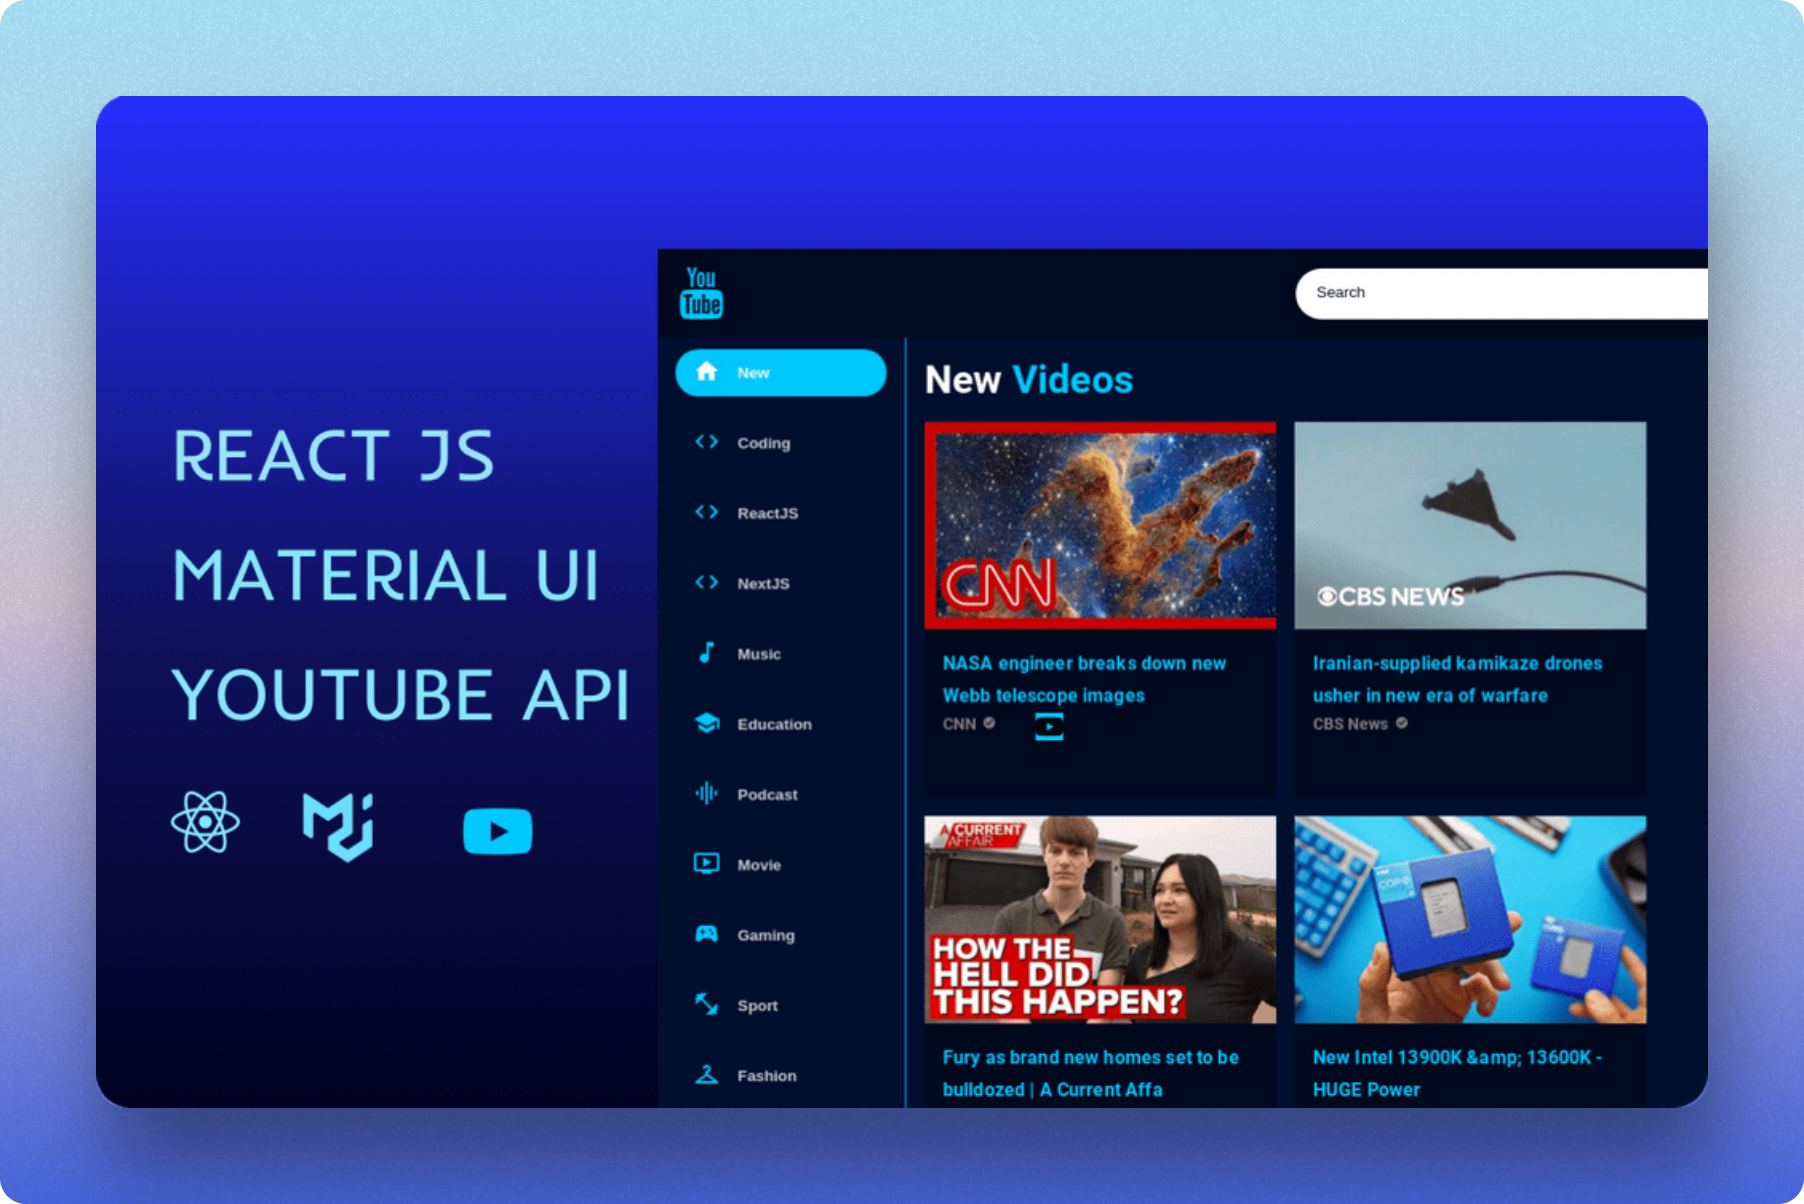 REACT JS
MATERIAL UI
YOUTUBE API
You
Tube
Search
New
Coding
ReactJS
NextJS
Music
Education
Podcast
Movie
Gaming
Sport
Fashion
New Videos
CNN
NASA engineer breaks down new
Webb telescope images
CNN
CBS NEWS
Iranian-supplied kamikaze drones
usher in new era of warfare
CBS News
A CURRENT
AFFAIR
HOW THE
HELL DID
THIS HAPPEN?
Fury as brand new homes set to be
bulldozed | A Current Affa
CORE
New Intel 13900K &amp; 13600K -
HUGE Power